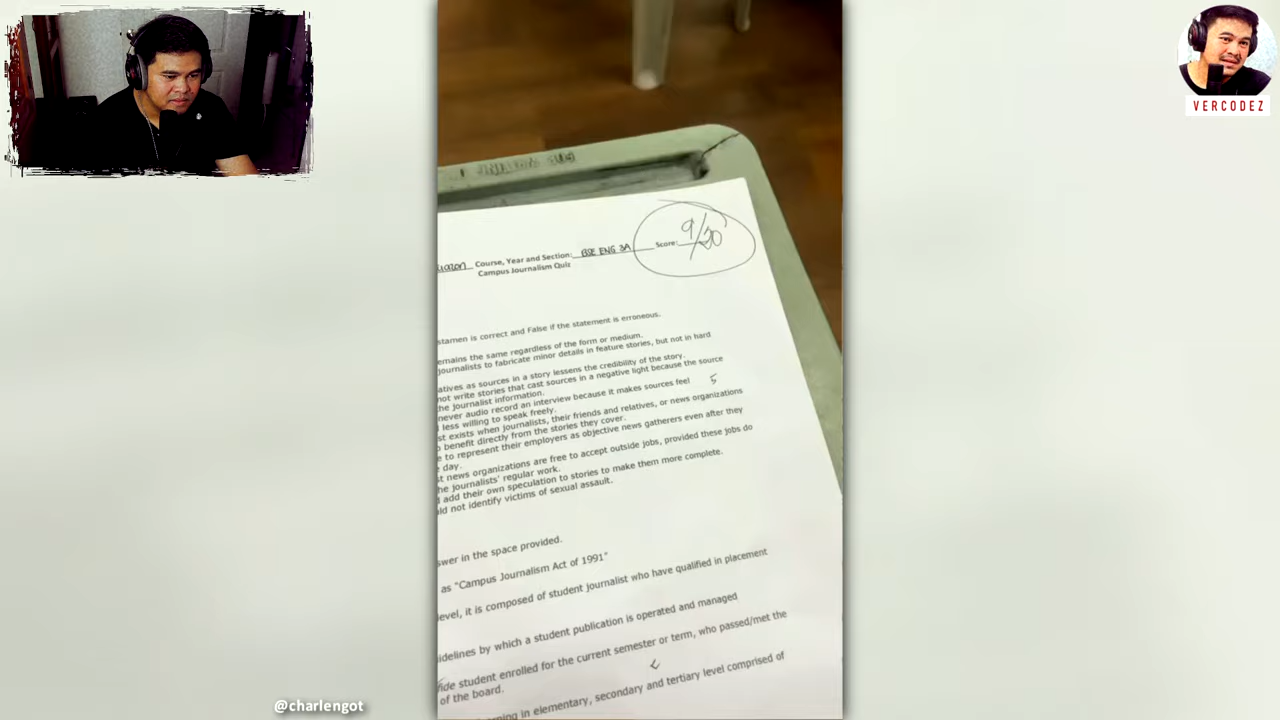 VERCODEZ
Course, Year and Section: BSE ENG 3A Score: 9/20
Campus Journalism Quiz
stamen is correct and False if the statement is erroneous.
emains the same regardless of the form or medium.
journalists to fabricate minor details in feature stories, but not in hard
atives as sources in a story lessens the credibility of the story.
not write stories that cast sources in a negative light because the source
he journalist information.
never audio record an interview because it makes sources feel 5
less willing to speak freely.
st exists when journalists, their friends and relatives, or news organizations
benefit directly from the stories they cover.
e to represent their employers as objective news gatherers even after they
day.
st news organizations are free to accept outside jobs, provided these jobs do
he journalists' regular work.
add their own speculation to stories to make them more complete.
uld not identify victims of sexual assault.
swer in the space provided.
as "Campus Journalism Act of 1991"
level, it is composed of student journalist who have qualified in placement
idelines by which a student publication is operated and managed
fide student enrolled for the current semester or term, who passed/met the
of the board.
rning in elementary, secondary and tertiary level comprised of
@charlengot